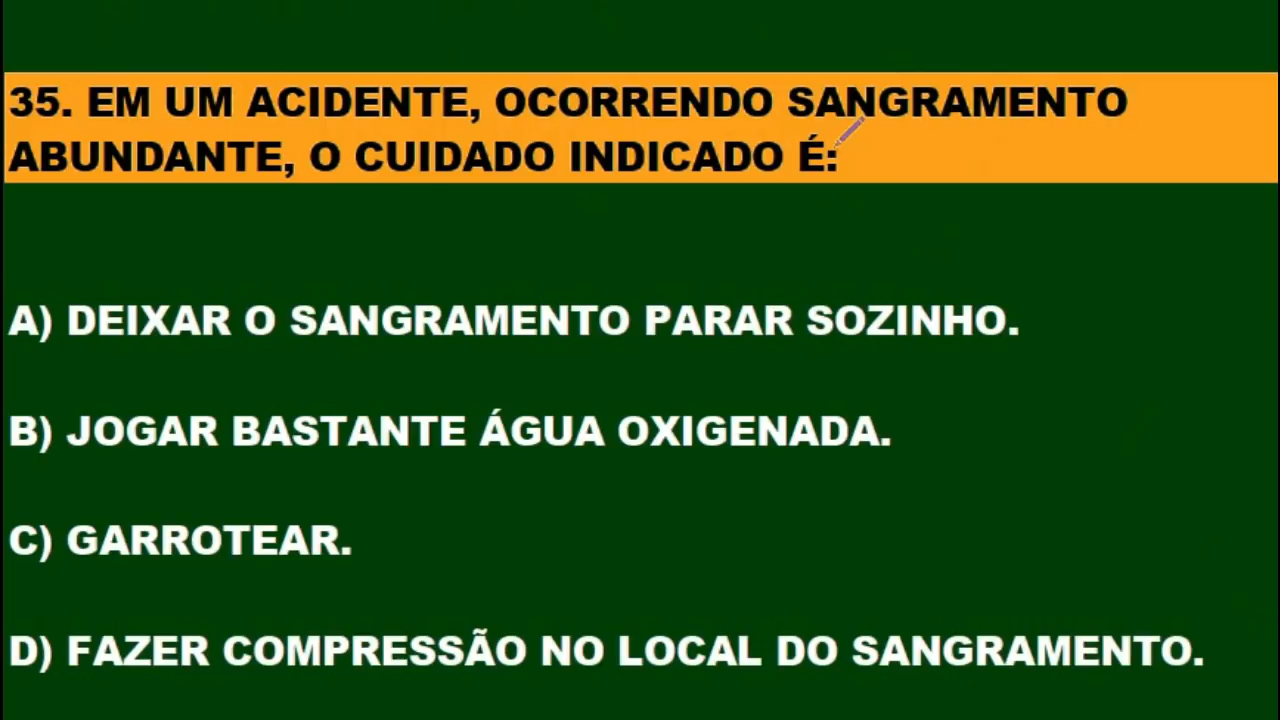 35. EM UM ACIDENTE, OCORRENDO SANGRAMENTO
ABUNDANTE, O CUIDADO INDICADO É:
A) DEIXAR O SANGRAMENTO PARAR SOZINHO.
B) JOGAR BASTANTE ÁGUA OXIGENADA.
C) GARROTEAR.
D) FAZER COMPRESSÃO NO LOCAL DO SANGRAMENTO.